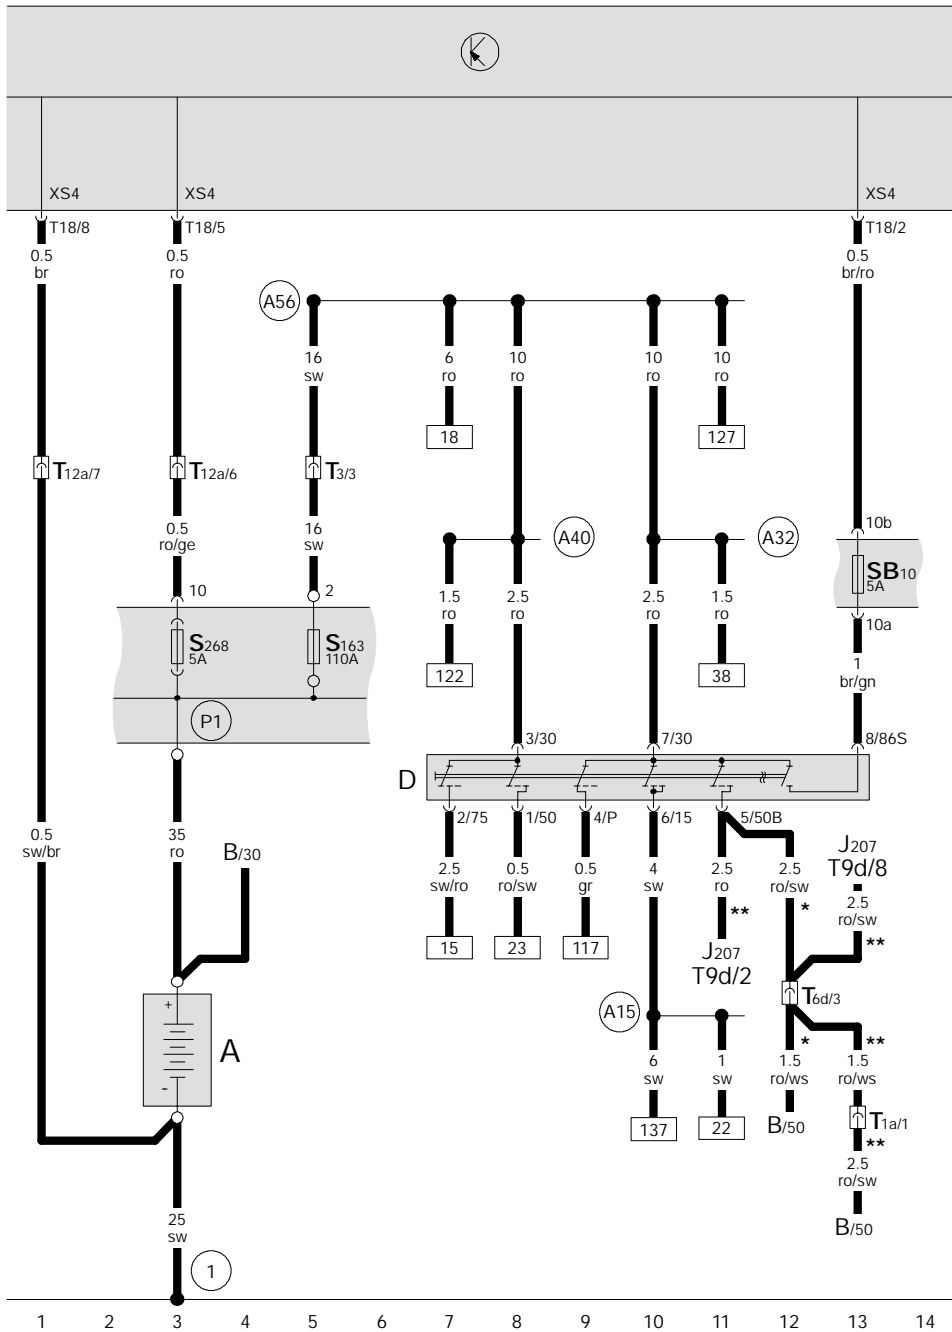 XS4 XS4 XS4
T18/8 T18/5 T18/2
0.5 0.5 0.5
br ro br/ro
A56
16 6 10 10 10
sw ro ro ro ro
18 127
T12a/7 T12a/6 T3/3
0.5 16 10b
ro/ge sw A40 A32
SB10
5A
10 2 1.5 2.5 2.5 1.5
ro ro ro ro
10a
S268 S163
5A 110A
122 38
1
br/gn
P1
3/30 7/30 8/86S
D
2/75 1/50 4/P 6/15 5/50B
0.5 35
sw/br ro
B/30
J207
T9d/8
2.5 0.5 0.5 4 2.5 2.5
sw/ro ro/sw gr sw ro ro/sw
2.5
ro/sw
** * **
15 23 117
J207
T9d/2
T6d/3
A15
+
A
-
* **
6 1 1.5 1.5
sw sw ro/ws ro/ws
137 22 B/50 T1a/1
**
2.5
ro/sw
25
sw
B/50
1
1 2 3 4 5 6 7 8 9 10 11 12 13 14